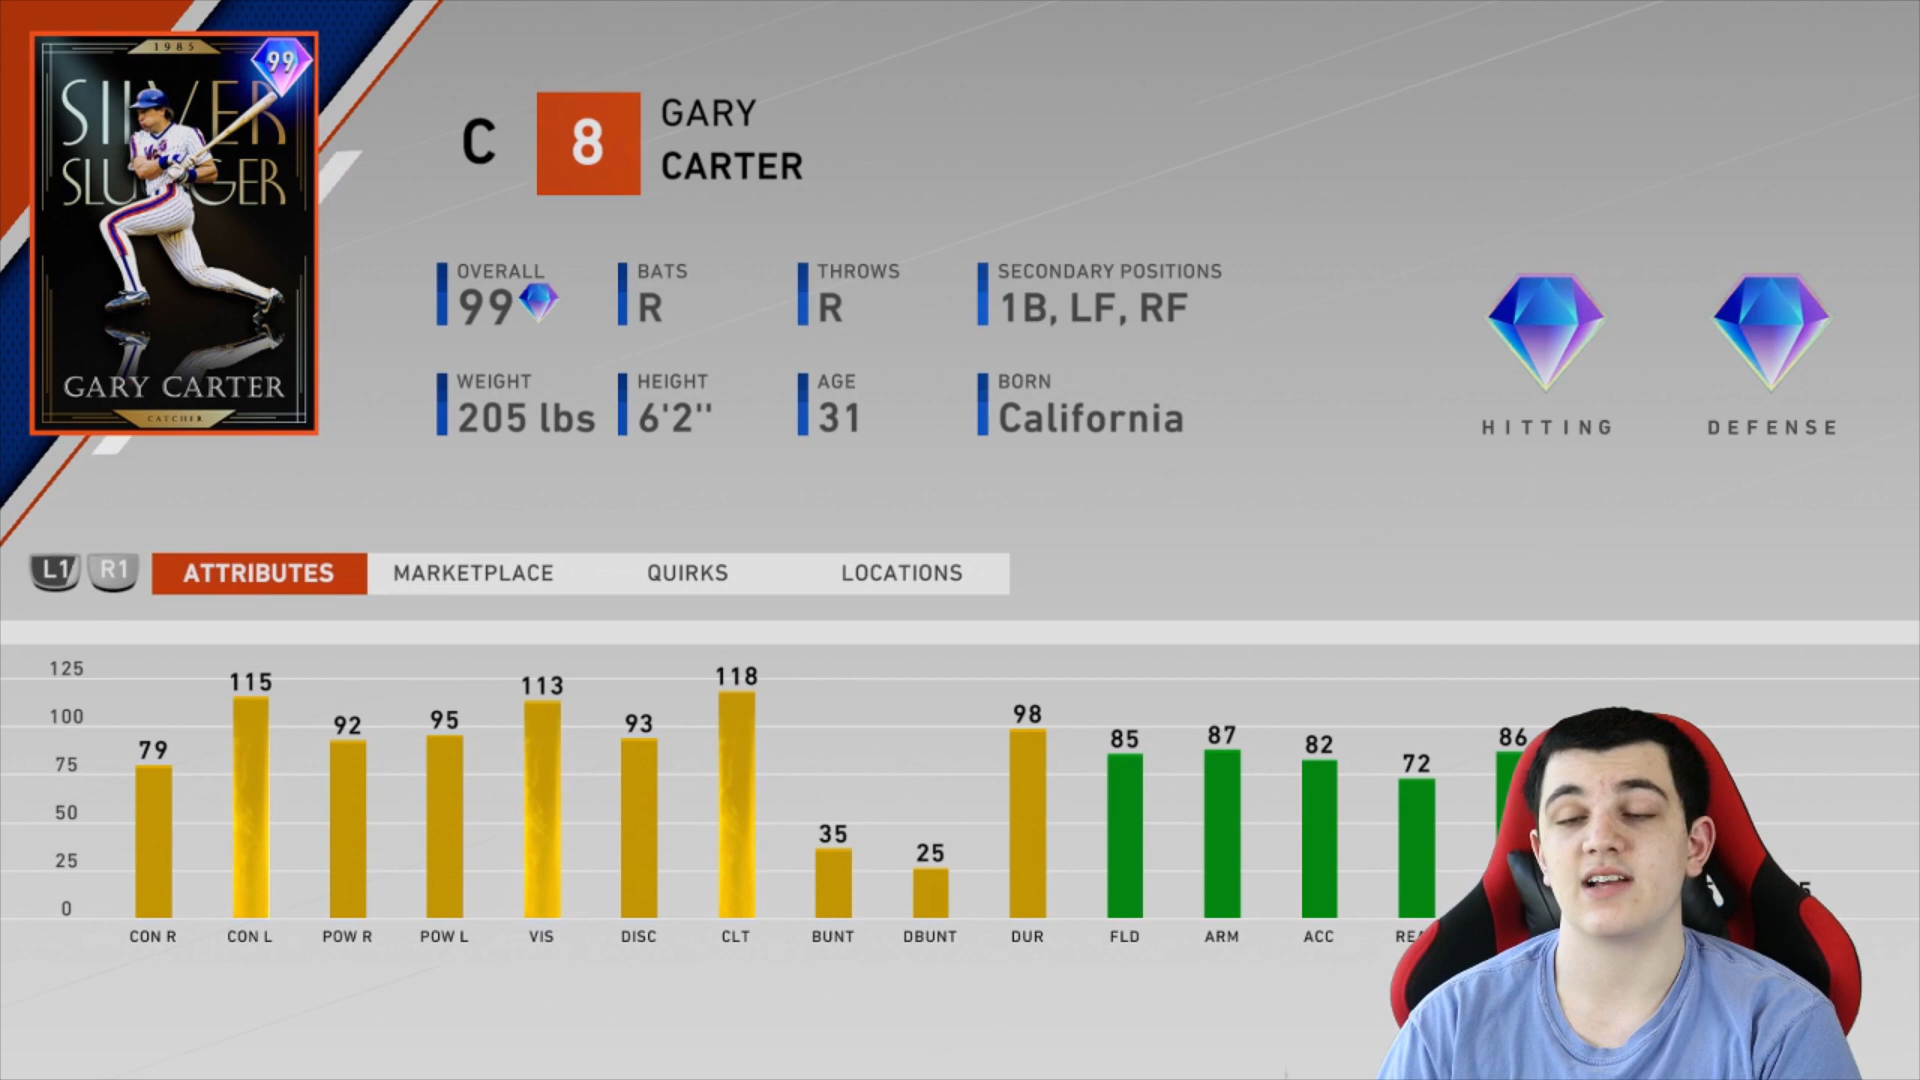 1985
99
SILVER
SLUGGER
GARY CARTER
CATCHER
C
8
GARY
CARTER
OVERALL
99
BATS
R
THROWS
R
SECONDARY POSITIONS
1B, LF, RF
WEIGHT
205 lbs
HEIGHT
6'2"
AGE
31
BORN
California
HITTING
DEFENSE
L1
R1
ATTRIBUTES
MARKETPLACE
QUIRKS
LOCATIONS
125
100
75
50
25
0
79
115
92
95
113
93
118
35
25
98
85
87
82
72
86
CON R
CON L
POW R
POW L
VIS
DISC
CLT
BUNT
DBUNT
DUR
FLD
ARM
ACC